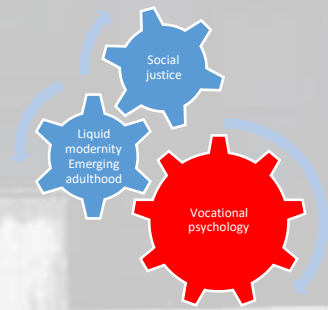 Social
justice
Liquid
modernity
Emerging
adulthood
Vocational
psychology